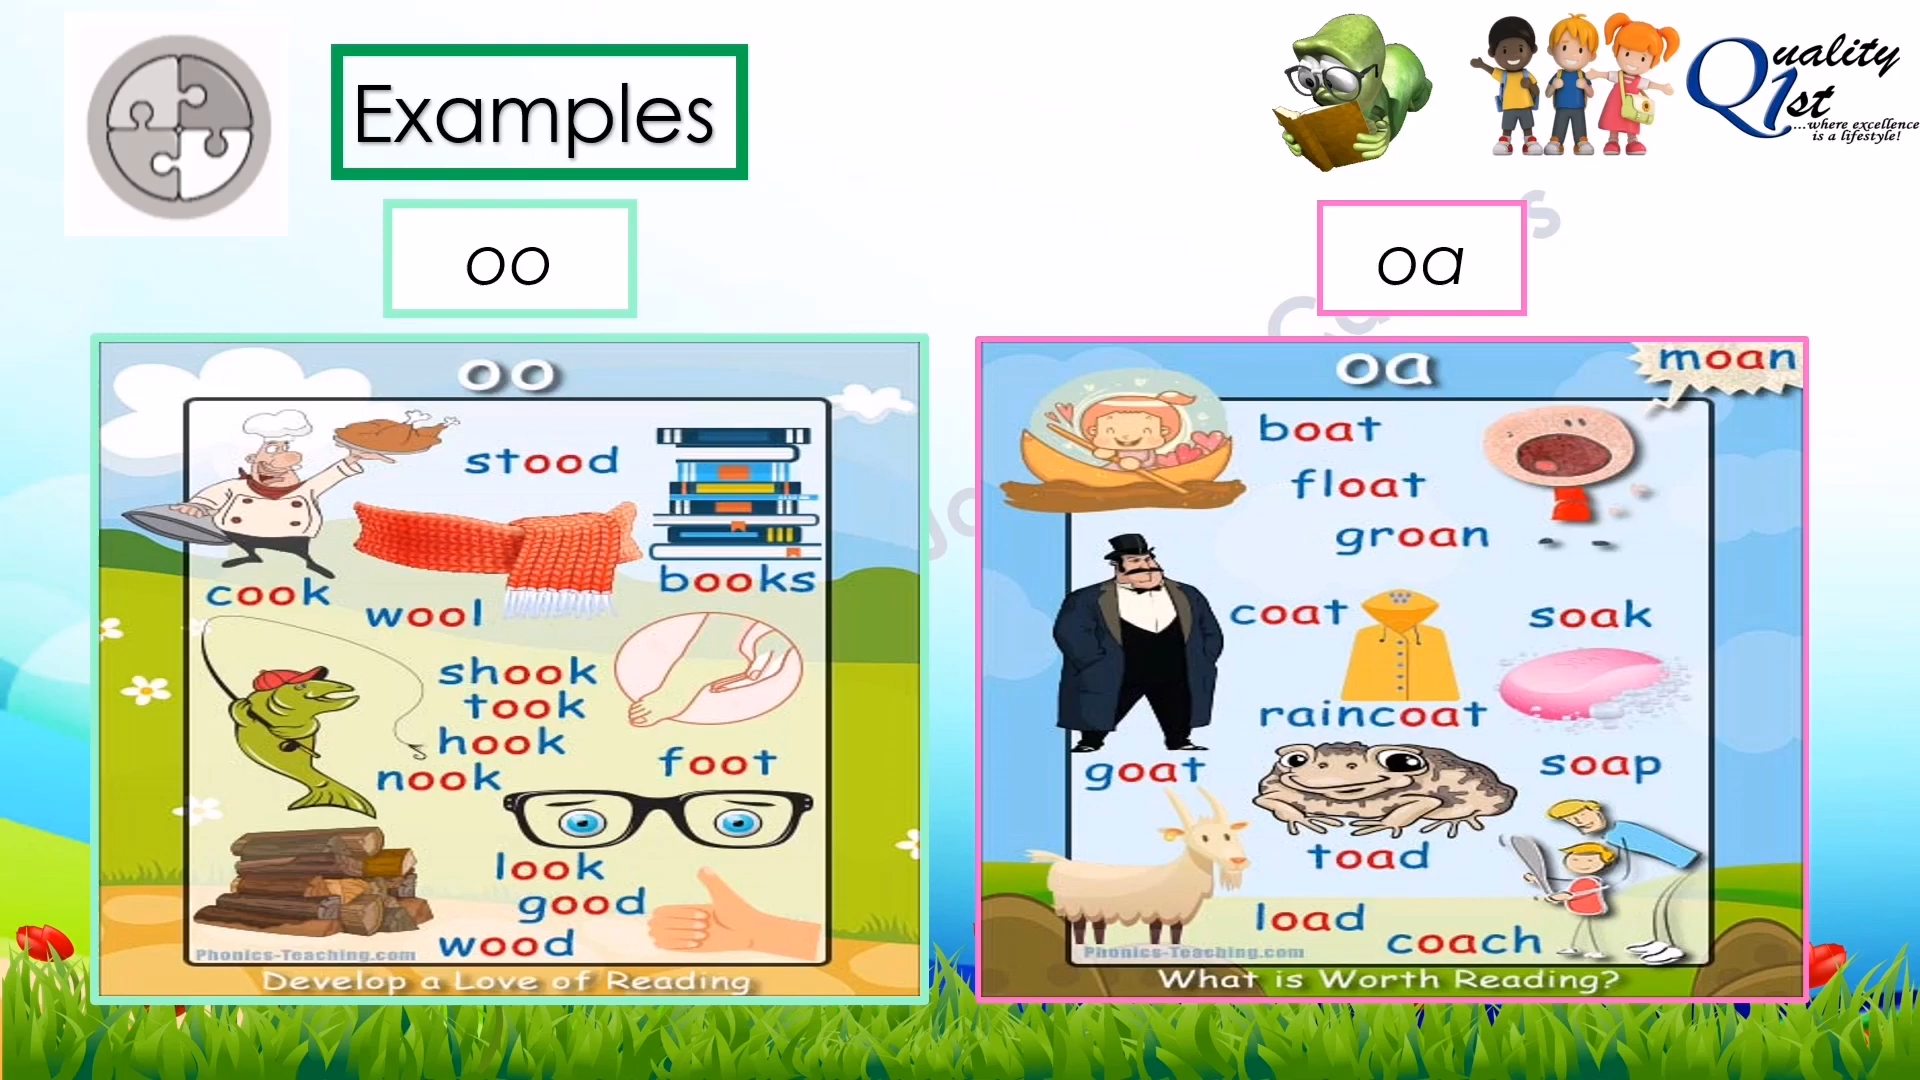 Examples
Quality
1st
...where excellence
is a lifestyle!
oo
oa
oo
stood
cook
books
wool
shook
took
hook
nook
foot
look
good
wood
Phonics-Teaching.com
Develop a Love of Reading
oa
moan
boat
float
groan
coat
soak
raincoat
goat
soap
toad
load
coach
Phonics-Teaching.com
What is Worth Reading?